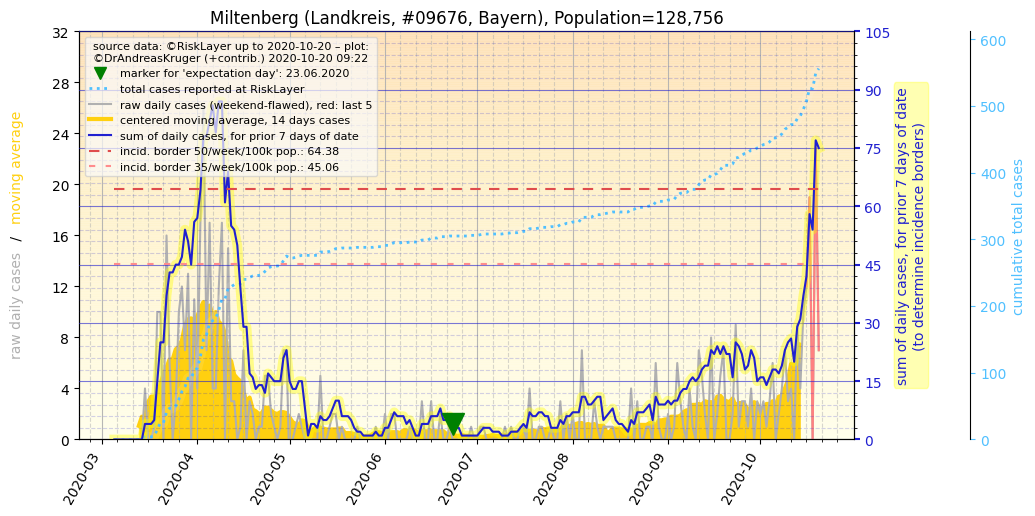 Miltenberg (Landkreis, #09676, Bayern), Population=128,756
source data: ©RiskLayer up to 2020-10-20 – plot:
©DrAndreasKruger (+contrib.) 2020-10-20 09:22
marker for 'expectation day': 23.06.2020
total cases reported at RiskLayer
raw daily cases (weekend-flawed), red: last 5
centered moving average, 14 days cases
sum of daily cases, for prior 7 days of date
incid. border 50/week/100k pop.: 64.38
incid. border 35/week/100k pop.: 45.06
raw daily cases / moving average
32
28
24
20
16
12
8
4
0
2020-03
2020-04
2020-05
2020-06
2020-07
2020-08
2020-09
2020-10
105
90
75
60
45
30
15
0
sum of daily cases, for prior 7 days of date
(to determine incidence borders)
600
500
400
300
200
100
0
cumulative total cases